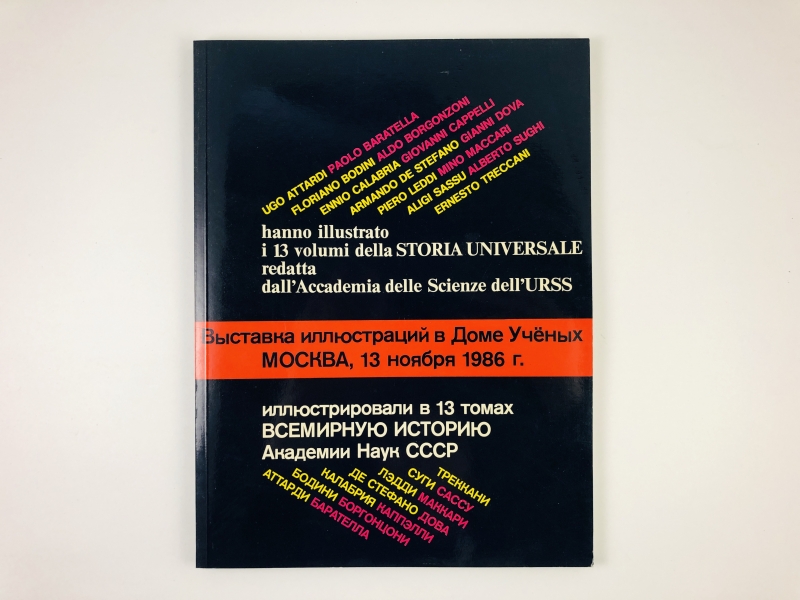 UGO ATTARDI PAOLO BARATELLA
FLORIANO BODINI ALDO BORGONZONI
ENNIO CALABRIA GIOVANNI CAPPELLI
ARMANDO DE STEFANO GIANNI DOVA
PIERO LEDDI MINO MACCARI
ALIGI SASSU ALBERTO SUGHI
ERNESTO TRECCANI
hanno illustrato
i 13 volumi della STORIA UNIVERSALE
redatta
dall'Accademia delle Scienze dell'URSS
Выставка иллюстраций в Доме Учёных
МОСКВА, 13 ноября 1986 г.
иллюстрировали в 13 томах
ВСЕМИРНУЮ ИСТОРИЮ
Академии Наук СССР
ТРЕККАНИ
СУГИ САССУ
ЛЭДДИ МАККАРИ
ДЕ СТЕФАНО ДОВА
КАЛАБРИЯ КАППЭЛЛИ
БОДИНИ БОРГОНЦОНИ
АТТАРДИ БАРАТЕЛЛА